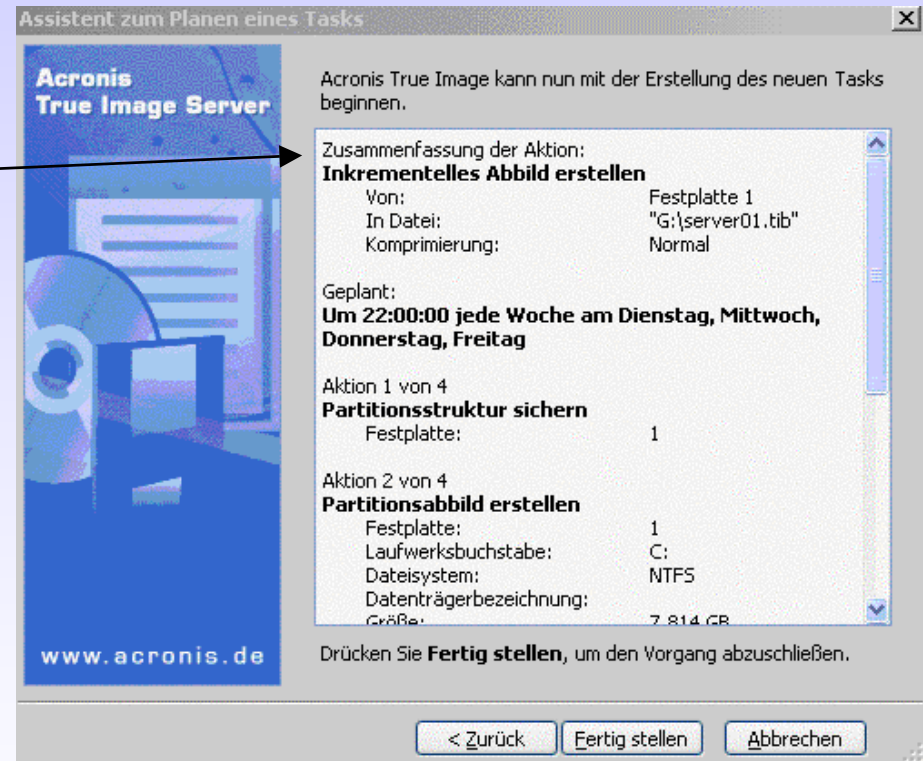 Assistent zum Planen eines Tasks
Acronis
True Image Server
Acronis True Image kann nun mit der Erstellung des neuen Tasks
beginnen.
Zusammenfassung der Aktion:
Inkrementelles Abbild erstellen
Von: Festplatte 1
In Datei: "G:\server01.tib"
Komprimierung: Normal
Geplant:
Um 22:00:00 jede Woche am Dienstag, Mittwoch,
Donnerstag, Freitag
Aktion 1 von 4
Partitionsstruktur sichern
Festplatte: 1
Aktion 2 von 4
Partitionsabbild erstellen
Festplatte: 1
Laufwerksbuchstabe: C:
Dateisystem: NTFS
Datenträgerbezeichnung:
Größe: 7,814 GB
www.acronis.de
Drücken Sie Fertig stellen, um den Vorgang abzuschließen.
< Zurück
Fertig stellen
Abbrechen